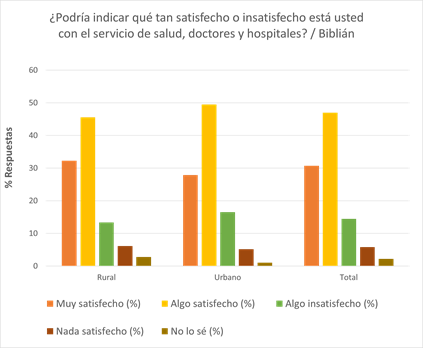 ¿Podría indicar qué tan satisfecho o insatisfecho está usted
con el servicio de salud, doctores y hospitales? / Biblián
% Respuestas
60
50
40
30
20
10
0
Rural Urbano Total
Muy satisfecho (%) Algo satisfecho (%) Algo insatisfecho (%)
Nada satisfecho (%) No lo sé (%)